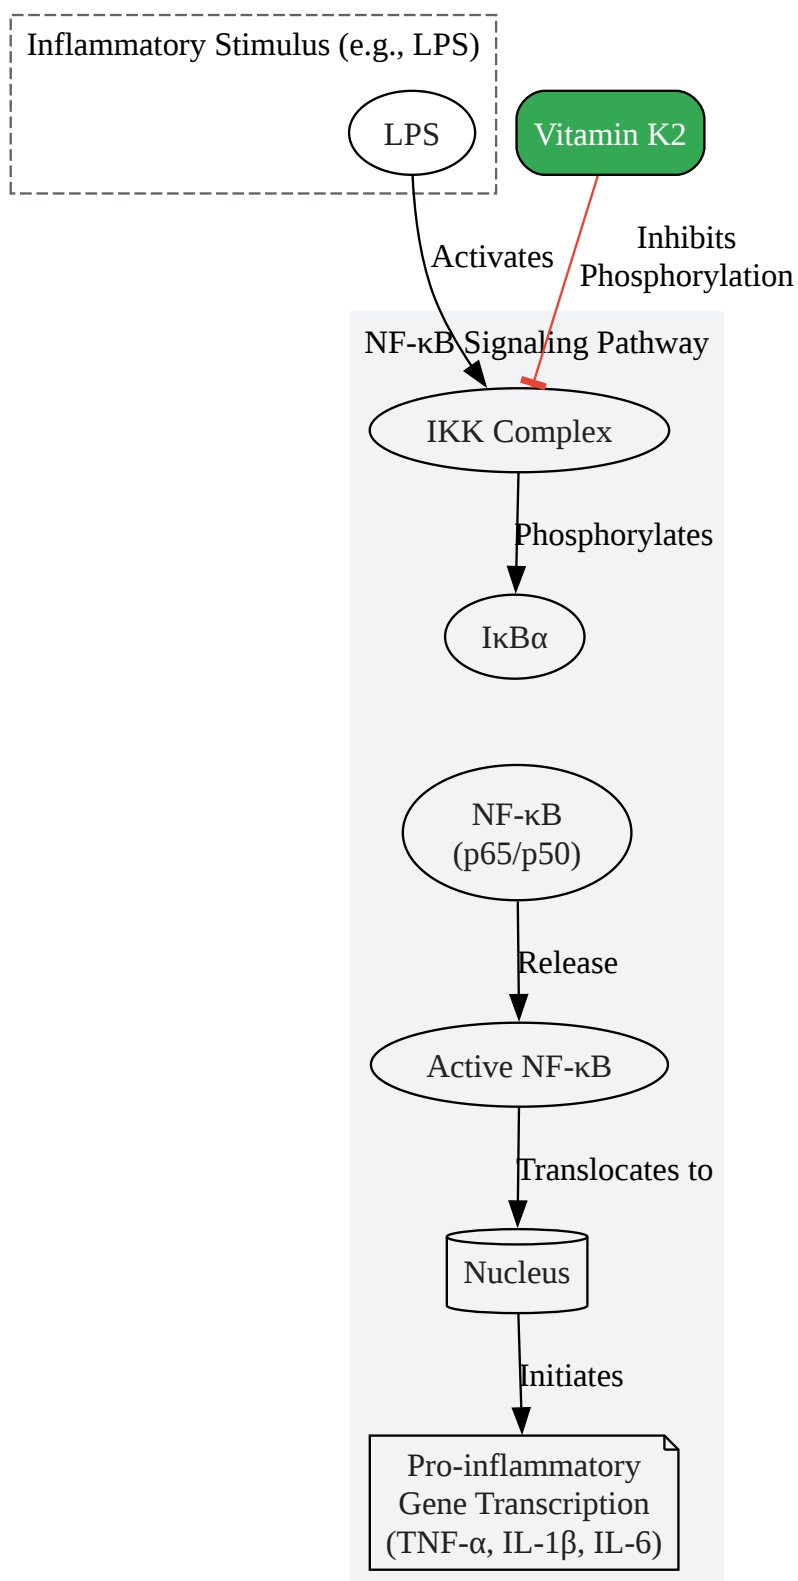 Inflammatory Stimulus (e.g., LPS)
LPS
Vitamin K2
Activates
Inhibits
Phosphorylation
NF-κB Signaling Pathway
IKK Complex
Phosphorylates
IκBα
NF-κB
(p65/p50)
Release
Active NF-κB
Translocates to
Nucleus
Initiates
Pro-inflammatory
Gene Transcription
(TNF-α, IL-1β, IL-6)